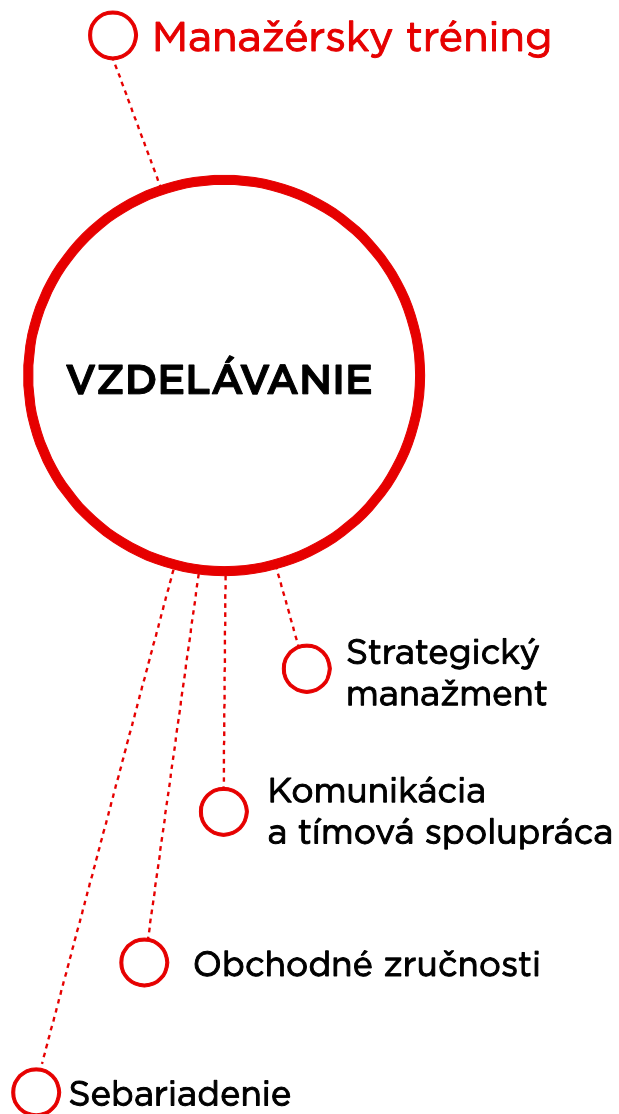 Manažérsky tréning
VZDELÁVANIE
Strategický
manažment
Komunikácia
a tímová spolupráca
Obchodné zručnosti
Sebariadenie